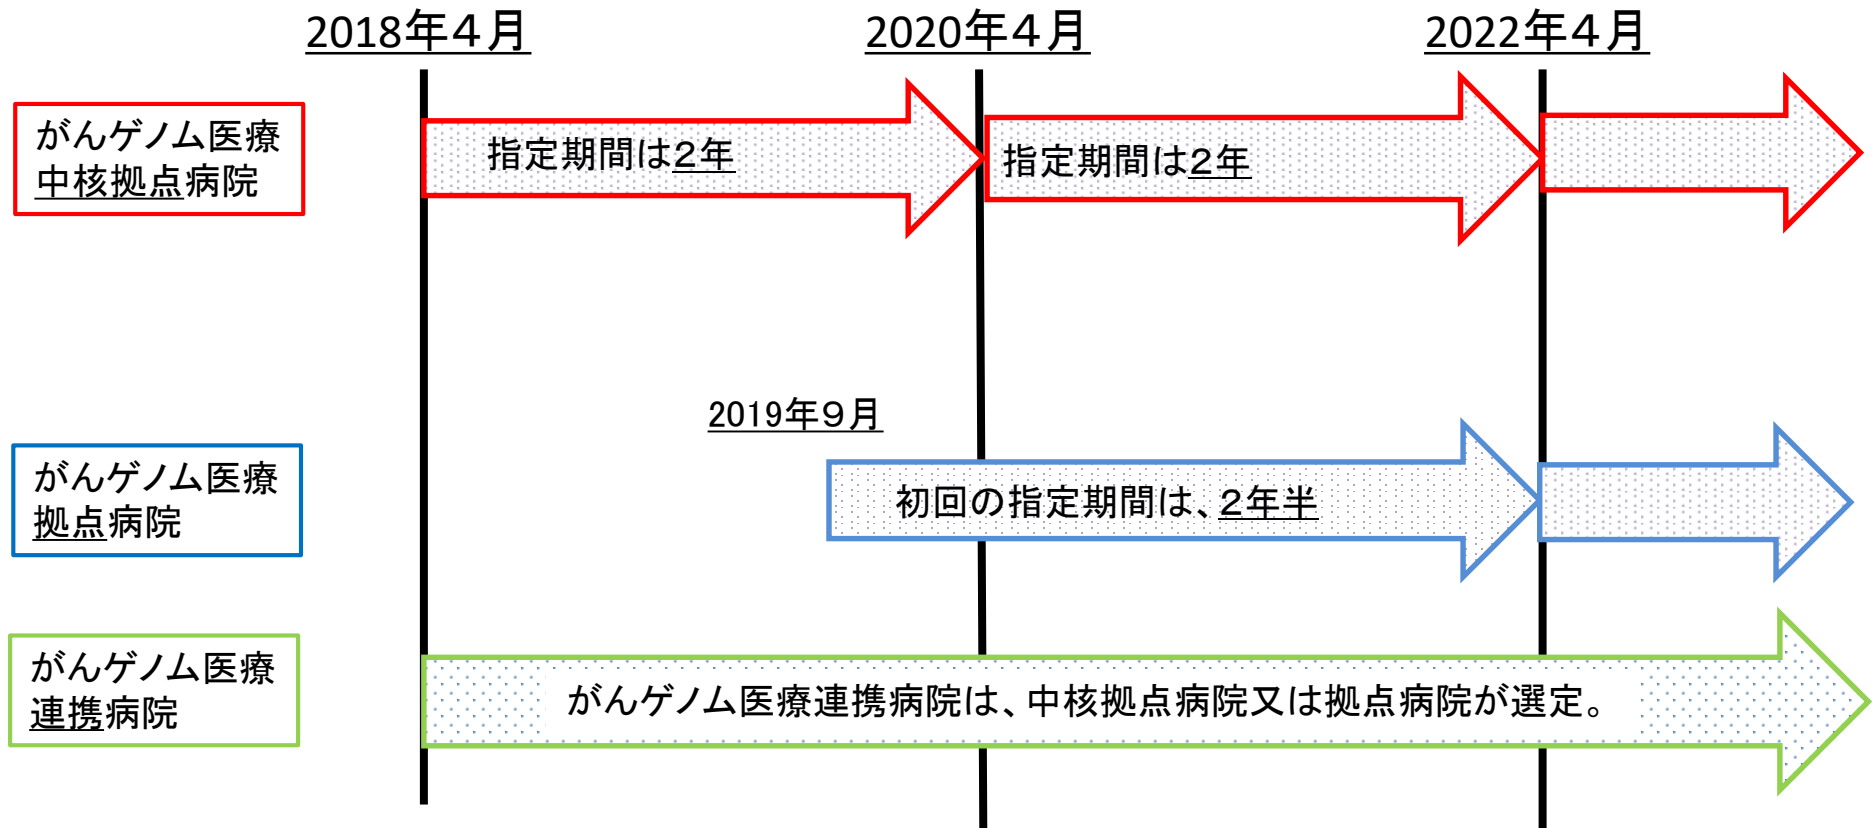 2018年４月
2020年４月
2022年４月
がんゲノム医療
中核拠点病院
指定期間は２年
指定期間は２年
2019年９月
がんゲノム医療
拠点病院
初回の指定期間は、２年半
がんゲノム医療
連携病院
がんゲノム医療連携病院は、中核拠点病院又は拠点病院が選定。